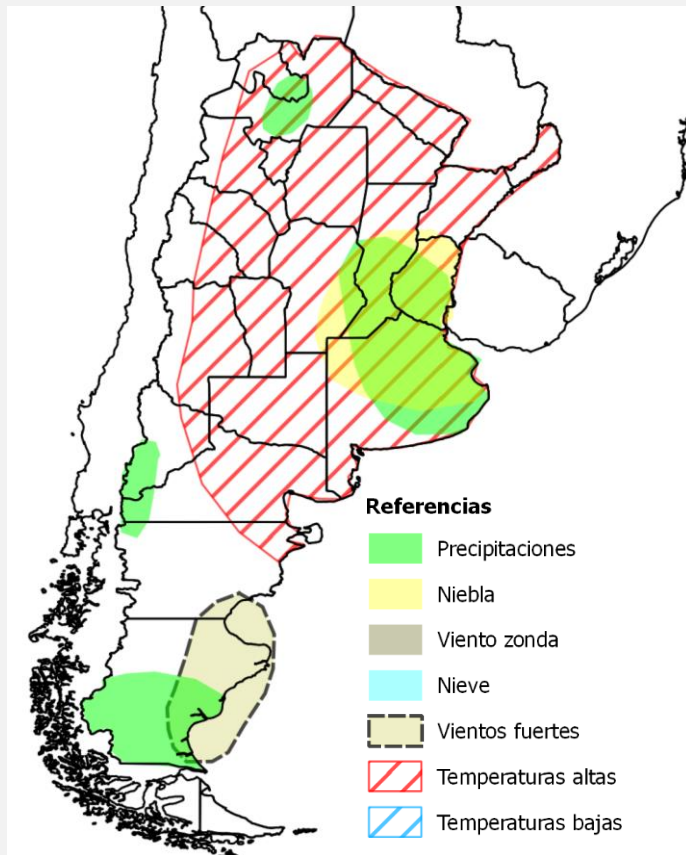 Referencias
Precipitaciones
Niebla
Viento zonda
Nieve
Vientos fuertes
Temperaturas altas
Temperaturas bajas